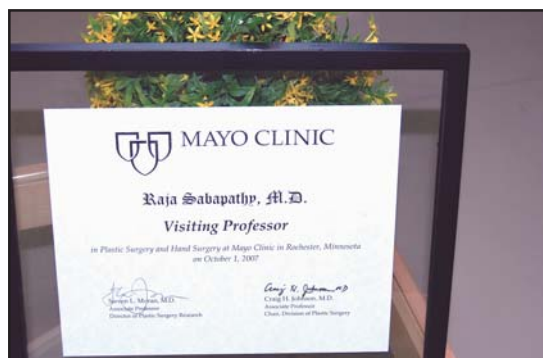 MAYO CLINIC
Raja Sabapathy, M.D.
Visiting Professor
in Plastic Surgery and Hand Surgery at Mayo Clinic in Rochester, Minnesota
on October 1, 2007
Steven L. Moran, M.D.
Associate Professor
Director of Plastic Surgery Research
Craig H. Johnson, M.D.
Associate Professor
Chair, Division of Plastic Surgery